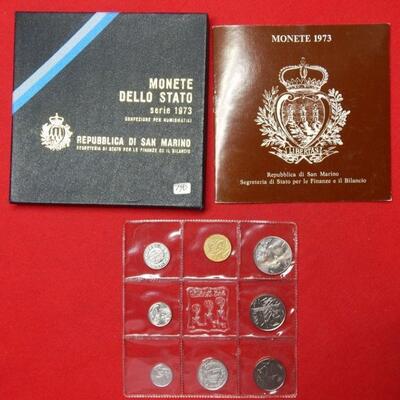 MONETE
DELLO STATO
serie 1973
CONFEZIONE PER NUMISMATICI
REPUBBLICA DI SAN MARINO
SEGRETERIA DI STATO PER LE FINANZE ED IL BILANCIO
MONETE 1973
LIBERTAS
Repubblica di San Marino
Segreteria di Stato per le Finanze e il Bilancio